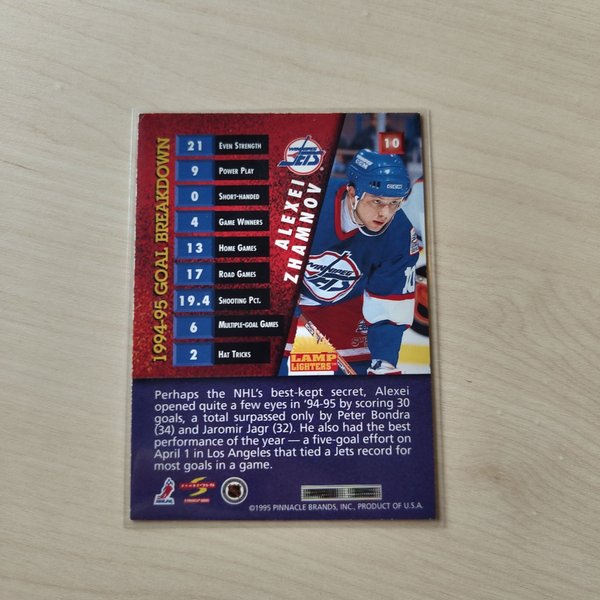 1994-95 GOAL BREAKDOWN
21 EVEN STRENGTH
9 POWER PLAY
0 SHORT-HANDED
4 GAME WINNERS
13 HOME GAMES
17 ROAD GAMES
19.4 SHOOTING PCT.
6 MULTIPLE-GOAL GAMES
2 HAT TRICKS
JETS
ALEXEI
ZHAMNOV
10
WINNIPEG
JETS
10
LAMP
LIGHTERS™
Perhaps the NHL's best-kept secret, Alexei
opened quite a few eyes in '94-95 by scoring 30
goals, a total surpassed only by Peter Bondra
(34) and Jaromir Jagr (32). He also had the best
performance of the year — a five-goal effort on
April 1 in Los Angeles that tied a Jets record for
most goals in a game.
©1995 PINNACLE BRANDS, INC., PRODUCT OF U.S.A.